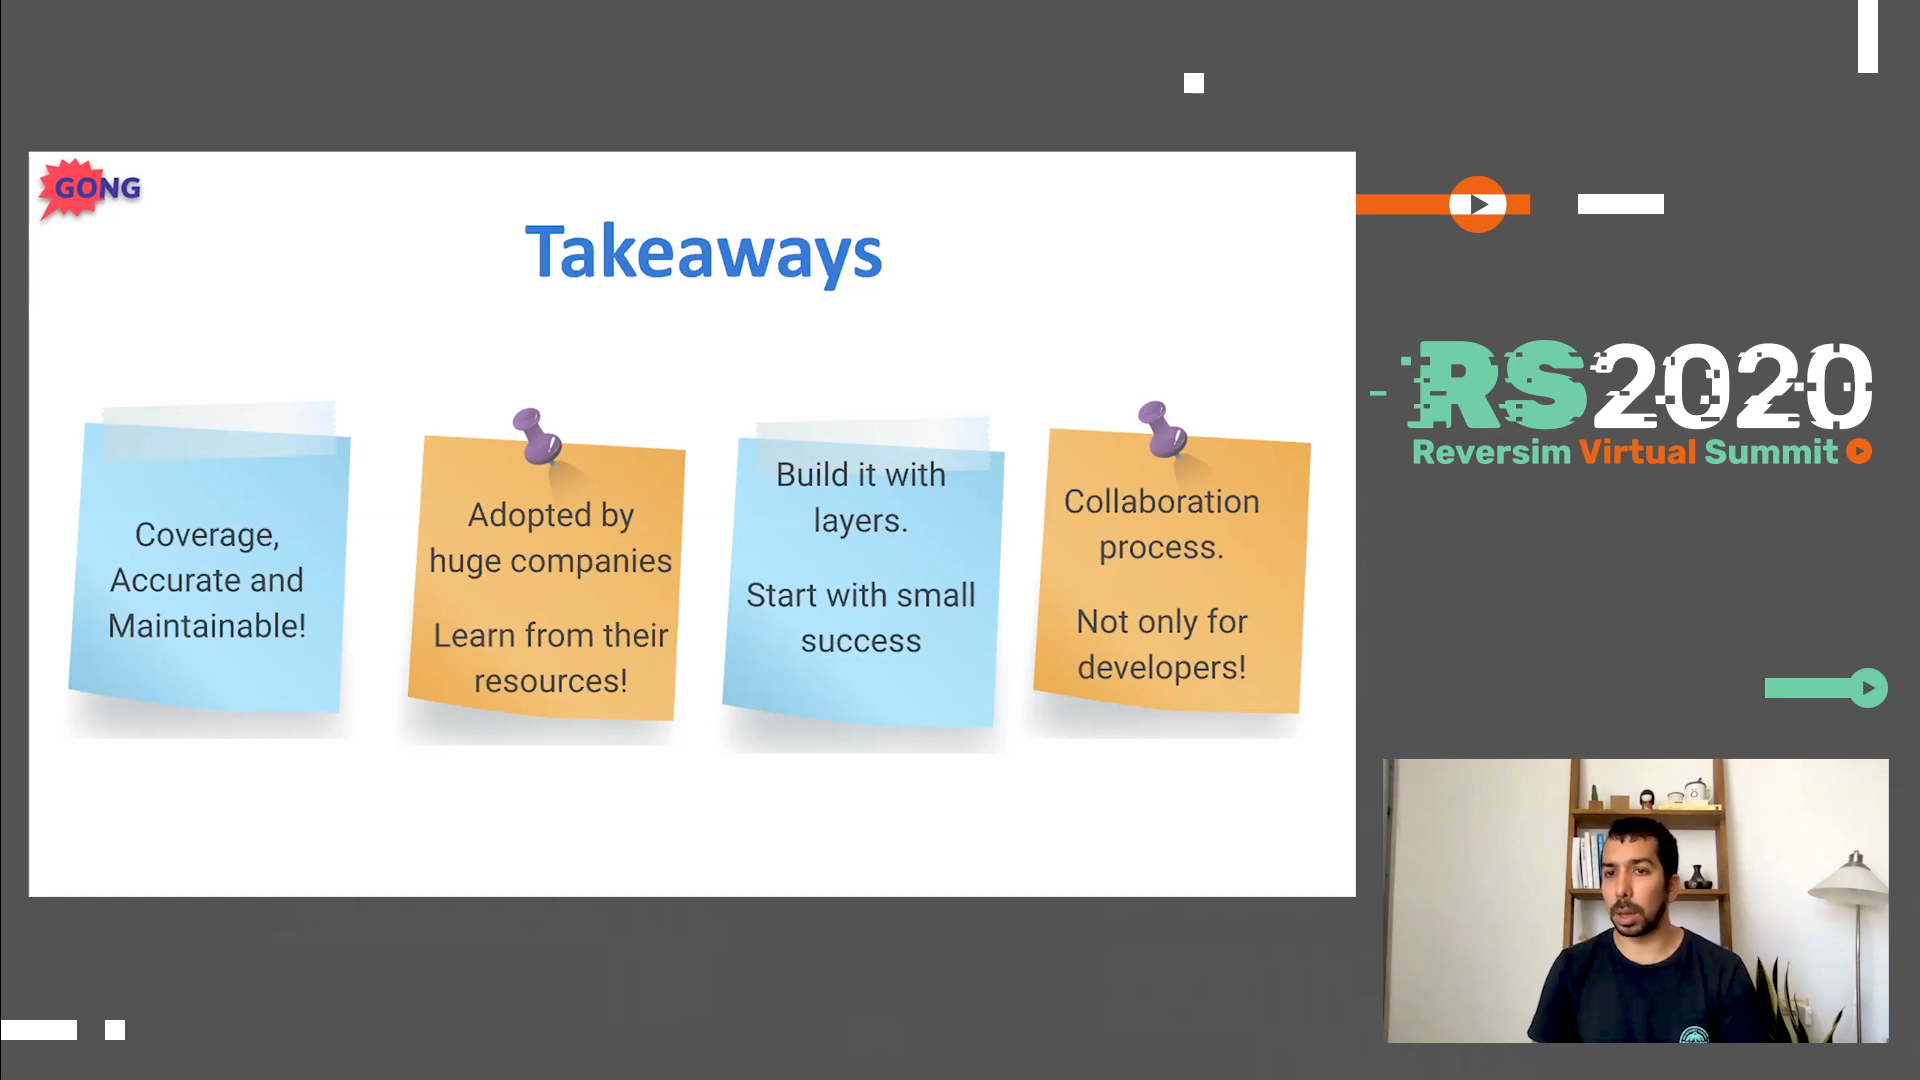 GONG
Takeaways
Coverage,
Accurate and
Maintainable!
Adopted by
huge companies
Learn from their
resources!
Build it with
layers.
Start with small
success
Collaboration
process.
Not only for
developers!
RS2020
Reversim Virtual Summit